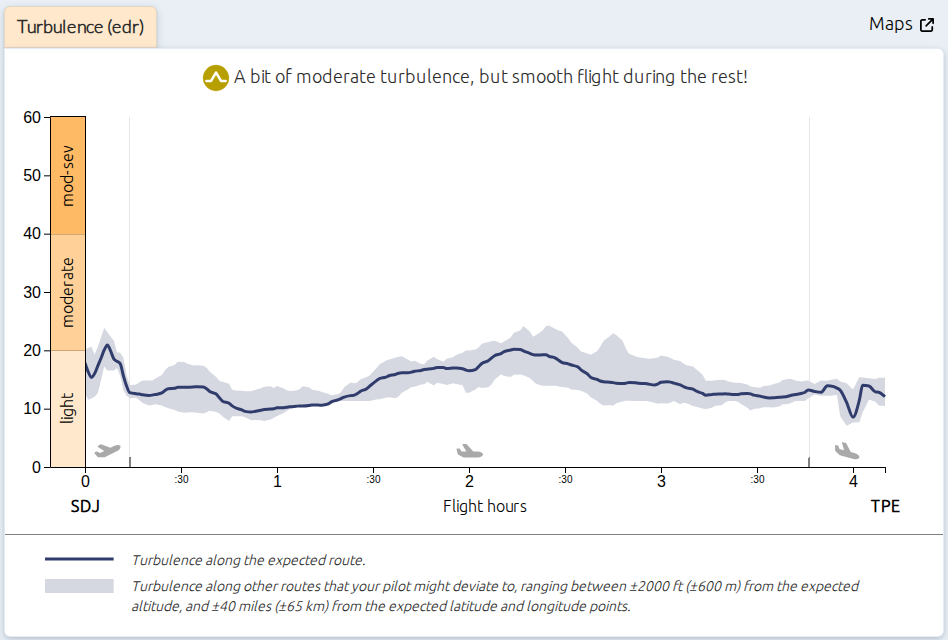 Turbulence (edr)
Maps
A bit of moderate turbulence, but smooth flight during the rest!
60
50
40
30
20
10
0
mod-sev
moderate
light
0 :30 1 :30 2 :30 3 :30 4
SDJ Flight hours TPE
Turbulence along the expected route.
Turbulence along other routes that your pilot might deviate to, ranging between ±2000 ft (±600 m) from the expected
altitude, and ±40 miles (±65 km) from the expected latitude and longitude points.